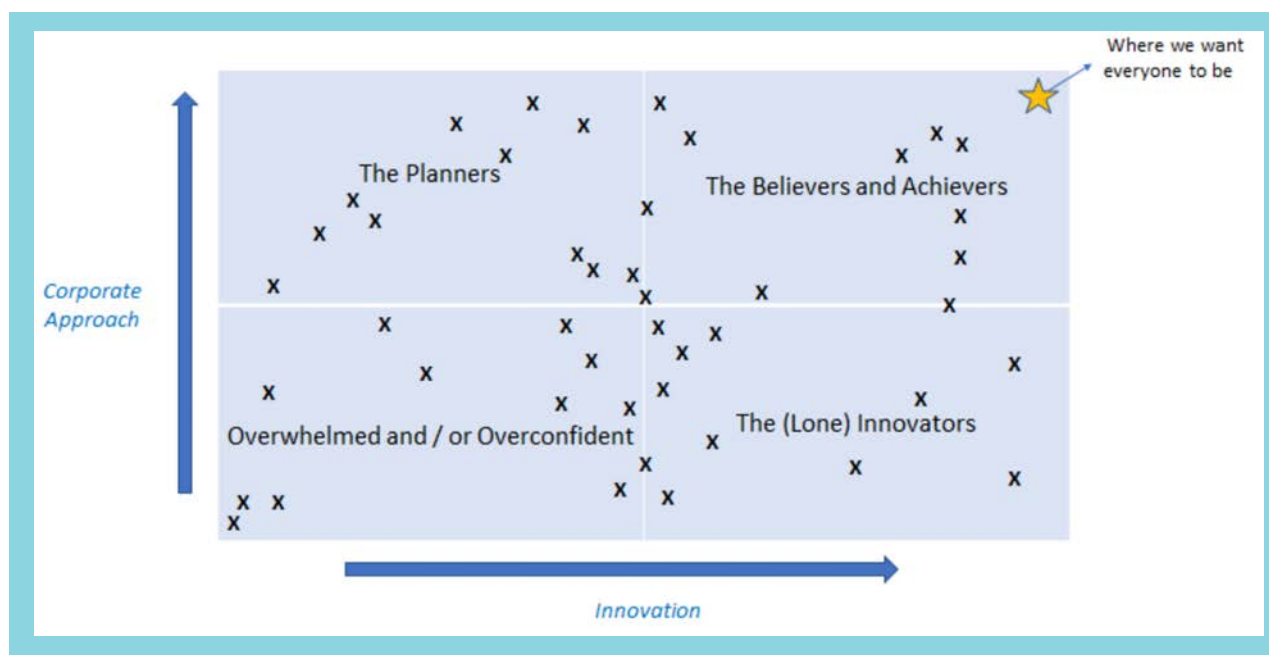 Where we want
everyone to be
The Planners
The Believers and Achievers
Corporate
Approach
Overwhelmed and / or Overconfident
The (Lone) Innovators
Innovation